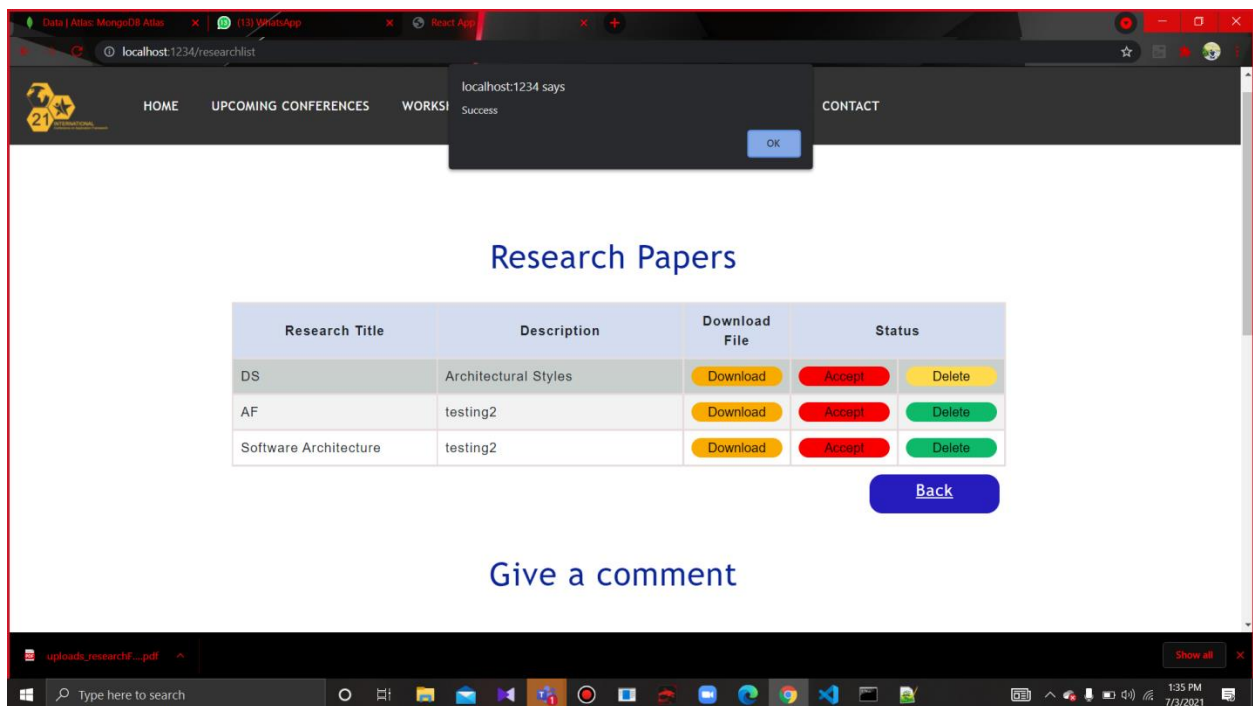 Data | Atlas: MongoDB Atlas
(13) WhatsApp
React App
localhost:1234/researchlist
localhost:1234 says
Success
OK
21
INTERNATIONAL
HOME
UPCOMING CONFERENCES
WORKSH
CONTACT
Research Papers
Research Title
Description
Download
File
Status
DS
Architectural Styles
Download
Accept
Delete
AF
testing2
Download
Accept
Delete
Software Architecture
testing2
Download
Accept
Delete
Back
Give a comment
uploads_researchF....pdf
Show all
Type here to search
1:35 PM
7/3/2021